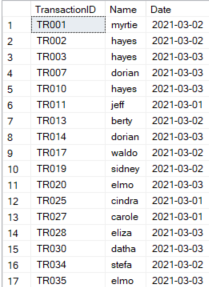 TransactionID Name Date
1 TR001 myrtie 2021-03-02
2 TR002 hayes 2021-03-02
3 TR003 hayes 2021-03-03
4 TR007 dorian 2021-03-03
5 TR010 hayes 2021-03-03
6 TR011 jeff 2021-03-01
7 TR013 berty 2021-03-02
8 TR014 dorian 2021-03-03
9 TR017 waldo 2021-03-02
10 TR019 sidney 2021-03-02
11 TR020 elmo 2021-03-03
12 TR025 cindra 2021-03-01
13 TR027 carole 2021-03-01
14 TR028 eliza 2021-03-03
15 TR030 datha 2021-03-03
16 TR034 stefa 2021-03-02
17 TR035 elmo 2021-03-03